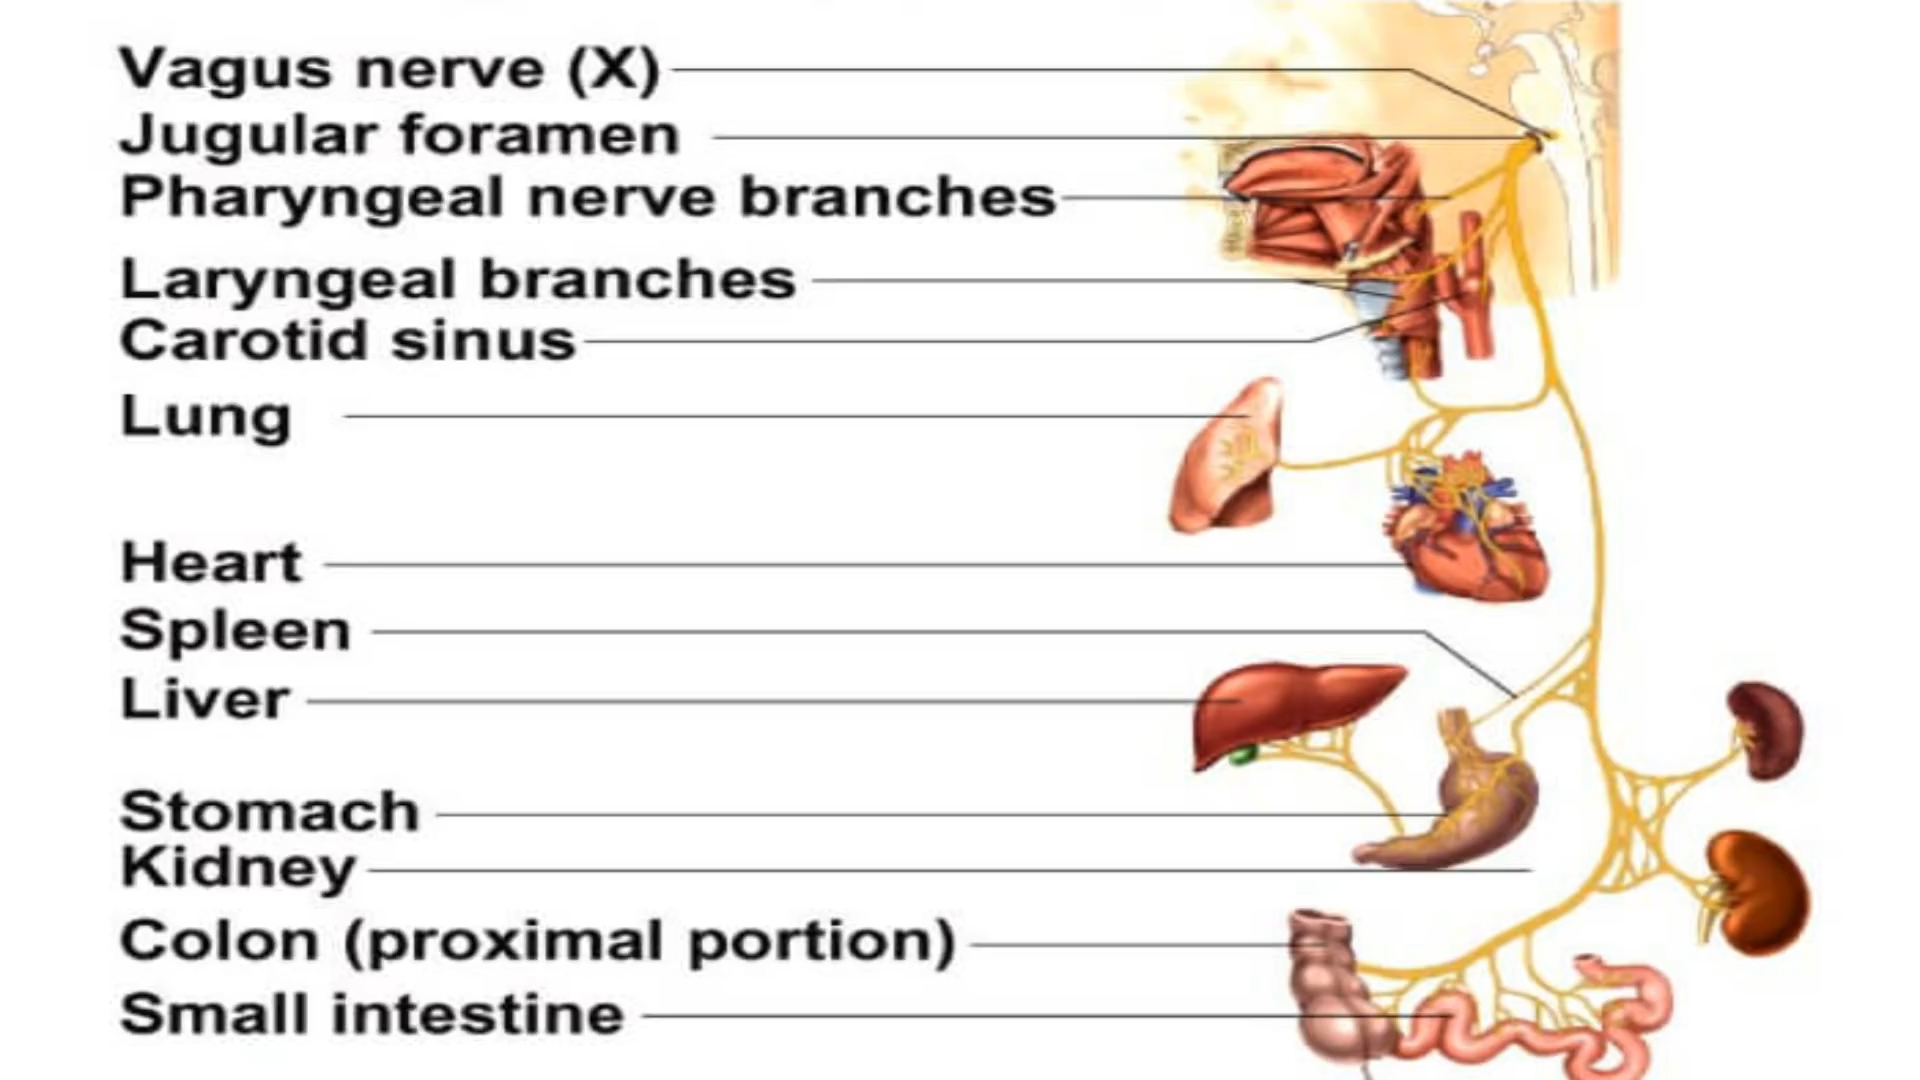 Vagus nerve (X)
Jugular foramen
Pharyngeal nerve branches
Laryngeal branches
Carotid sinus
Lung
Heart
Spleen
Liver
Stomach
Kidney
Colon (proximal portion)
Small intestine